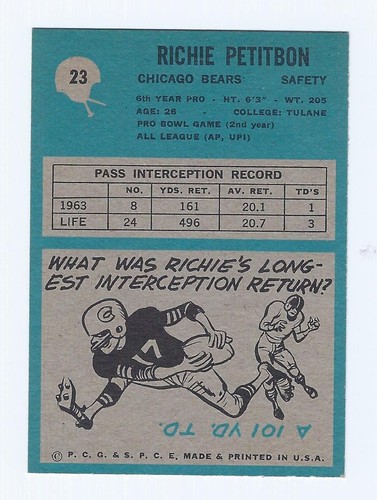 23
RICHIE PETITBON
CHICAGO BEARS SAFETY
6th YEAR PRO - HT. 6'3" - WT. 205
AGE: 26 - COLLEGE: TULANE
PRO BOWL GAME (2nd year)
ALL LEAGUE (AP, UPI)
PASS INTERCEPTION RECORD
NO. YDS. RET. AV. RET. TD'S
1963 8 161 20.1 1
LIFE 24 496 20.7 3
WHAT WAS RICHIE'S LONG-
EST INTERCEPTION RETURN?
C
17
A 101 YD. TD.
© P. C. G. & S. P. C. E. MADE & PRINTED IN U.S.A.